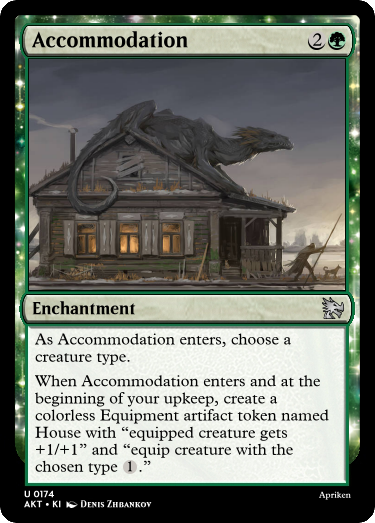 Accommodation 2
Enchantment
As Accommodation enters, choose a
creature type.
When Accommodation enters and at the
beginning of your upkeep, create a
colorless Equipment artifact token named
House with “equipped creature gets
+1/+1” and “equip creature with the
chosen type 1.”
U 0174
AKT • KI Denis Zhbankov
Apriken